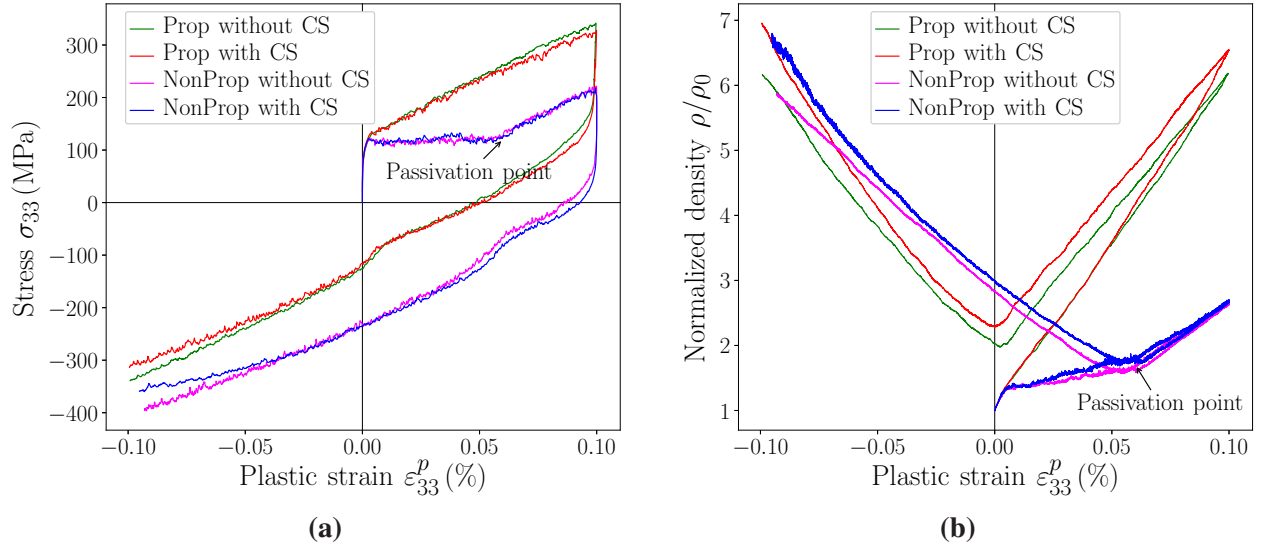 Prop without CS
Prop with CS
NonProp without CS
NonProp with CS
Passivation point
300
200
100
0
−100
−200
−300
−400
Stress σ33 (MPa)
−0.10 −0.05 0.00 0.05 0.10
Plastic strain ε^p_33 (%)
(a)
Prop without CS
Prop with CS
NonProp without CS
NonProp with CS
Passivation point
7
6
5
4
3
2
1
Normalized density ρ/ρ0
−0.10 −0.05 0.00 0.05 0.10
Plastic strain ε^p_33 (%)
(b)